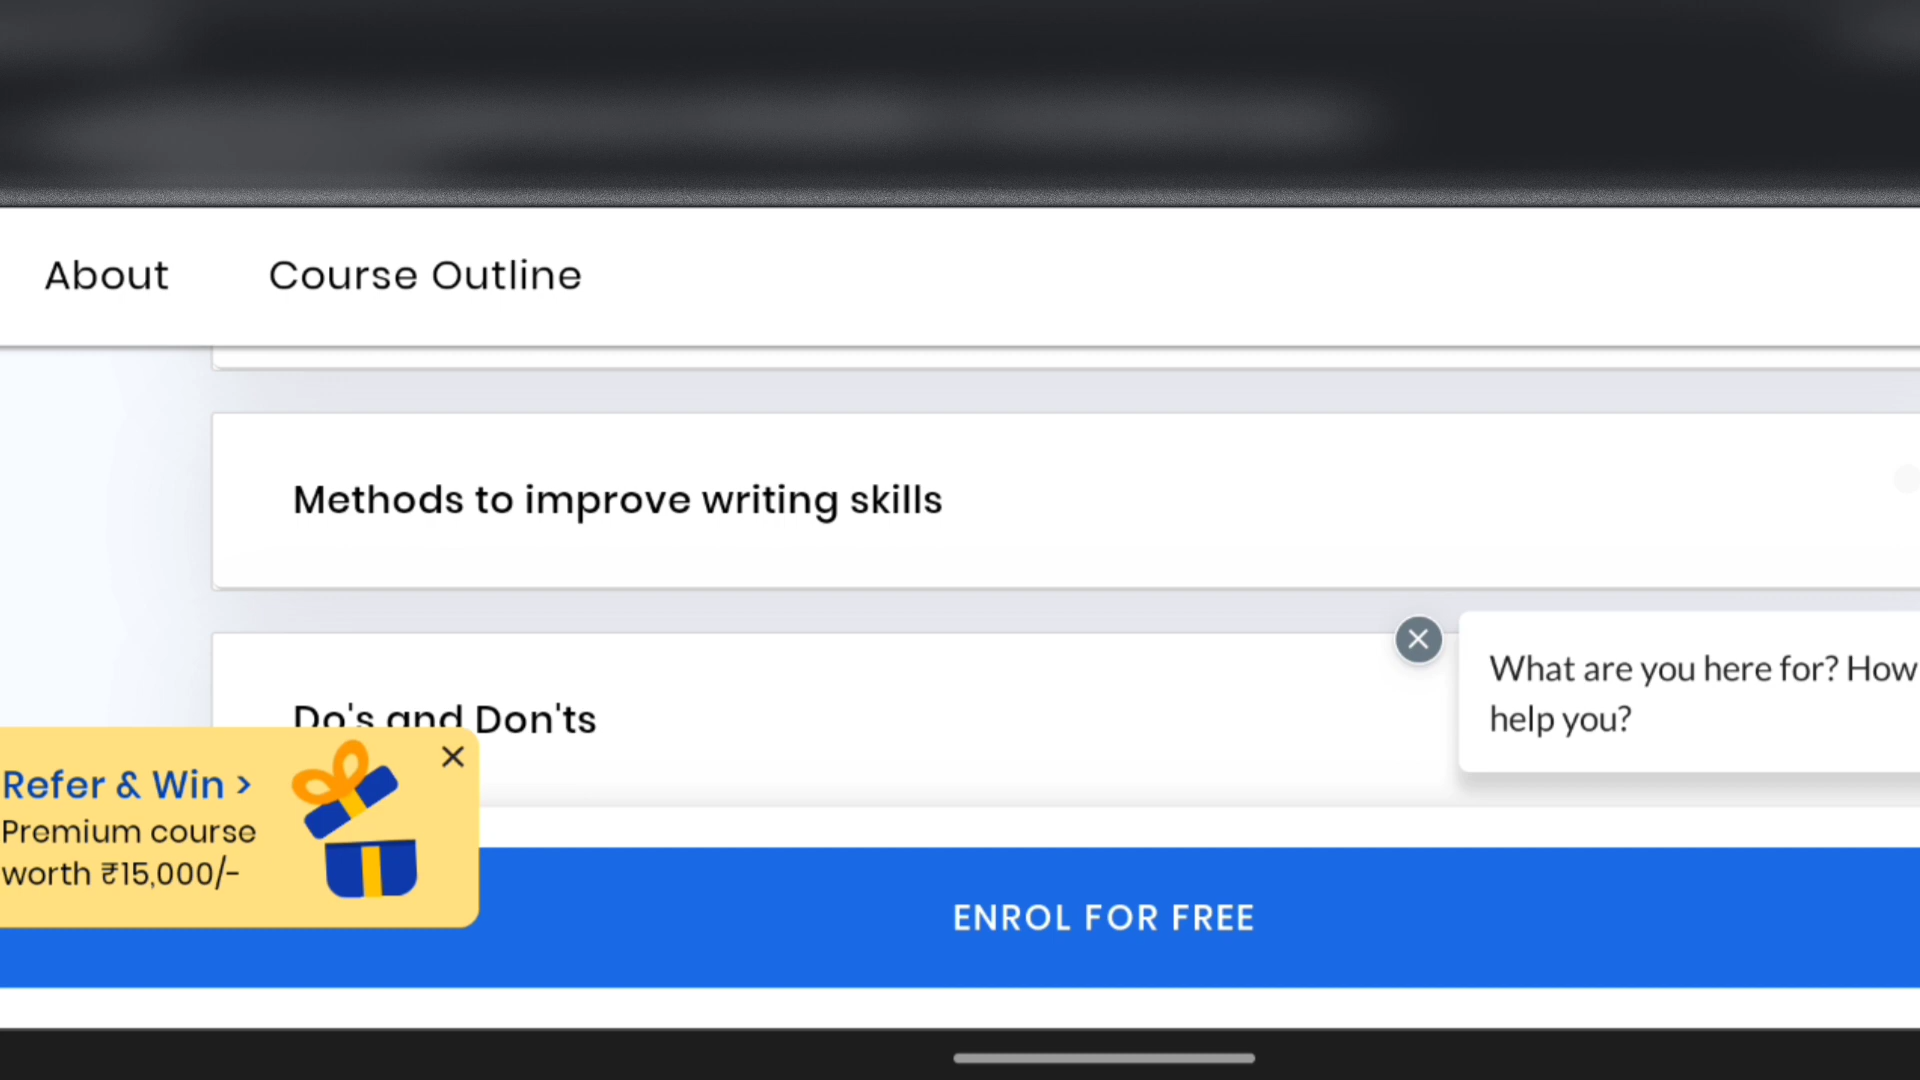 About
Course Outline
Methods to improve writing skills
Do's and Don'ts
What are you here for? How
help you?
Refer & Win >
Premium course
worth ₹15,000/-
ENROL FOR FREE